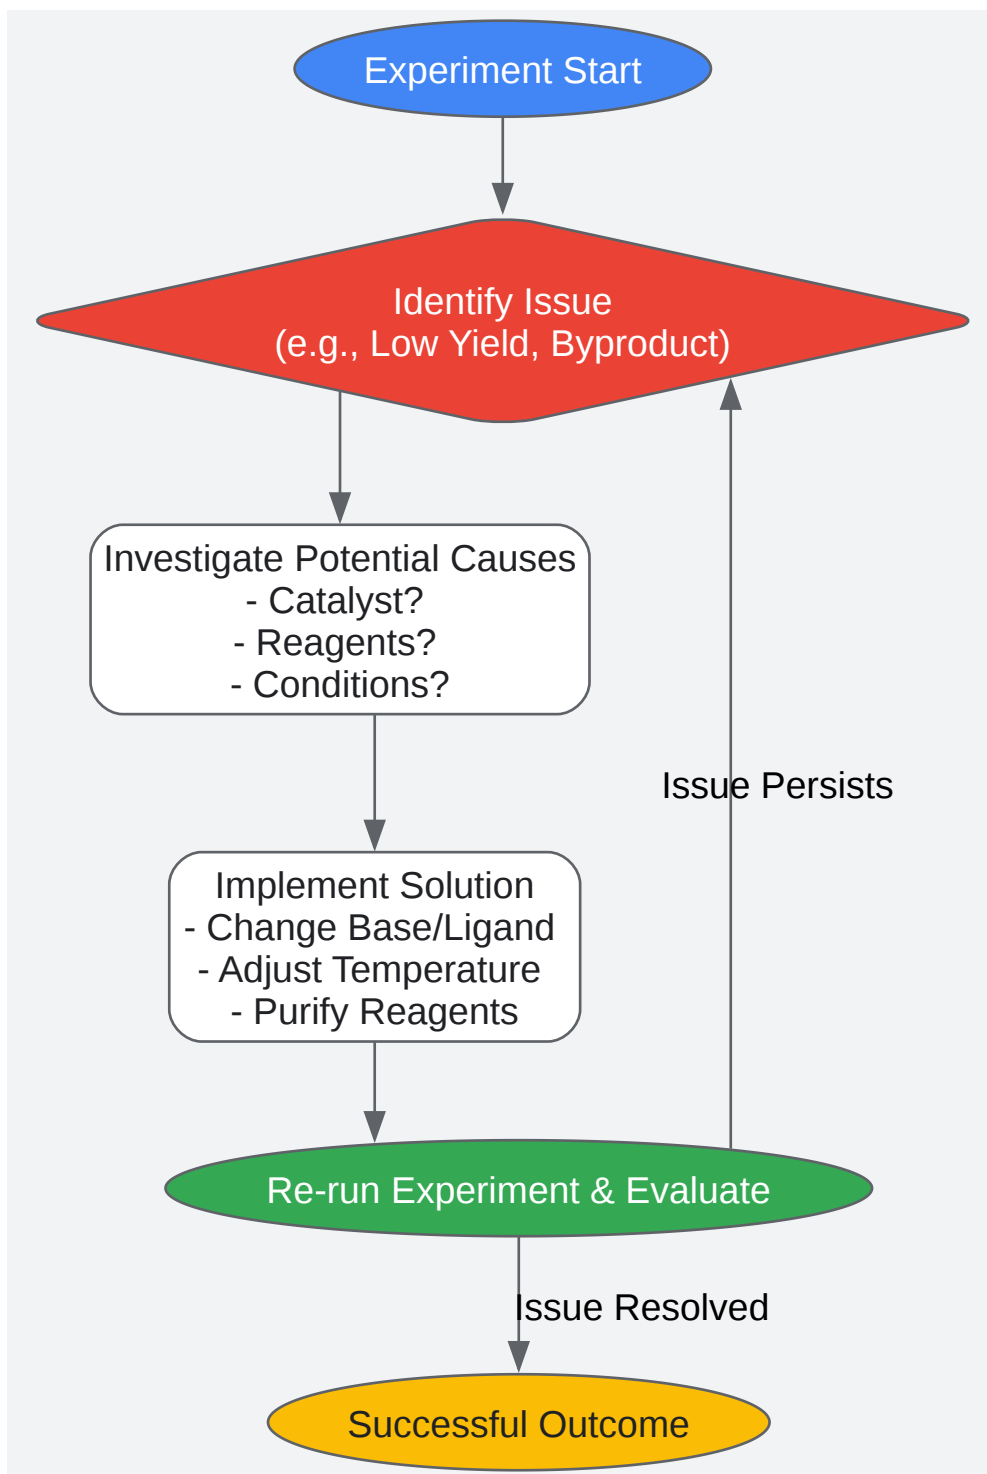 Experiment Start
Identify Issue
(e.g., Low Yield, Byproduct)
Investigate Potential Causes
- Catalyst?
- Reagents?
- Conditions?
Issue Persists
Implement Solution
- Change Base/Ligand
- Adjust Temperature
- Purify Reagents
Re-run Experiment & Evaluate
Issue Resolved
Successful Outcome